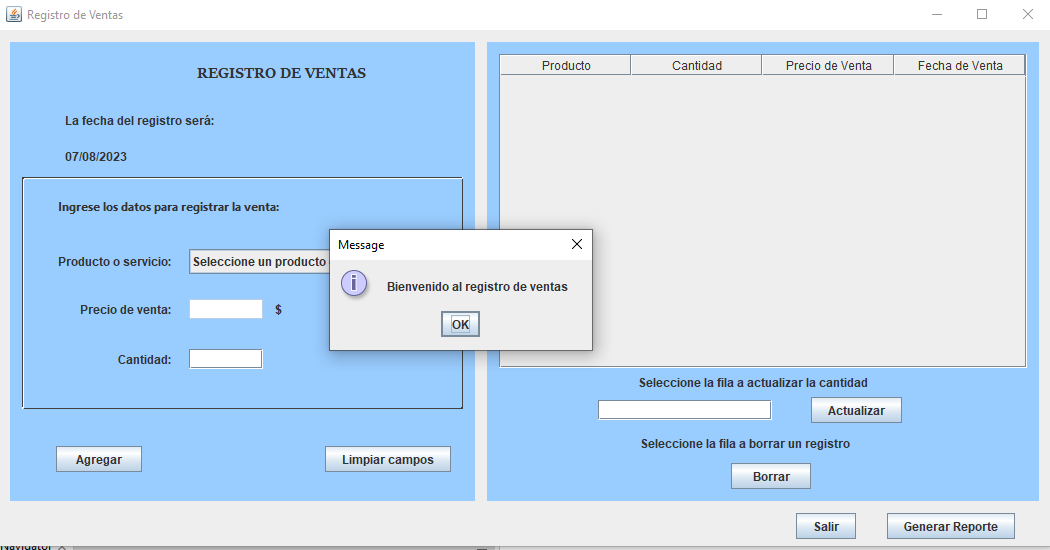 Registro de Ventas
REGISTRO DE VENTAS
La fecha del registro será:
07/08/2023
Ingrese los datos para registrar la venta:
Producto o servicio:
Seleccione un producto
Precio de venta:
$
Cantidad:
Agregar
Limpiar campos
Message
Bienvenido al registro de ventas
OK
Producto Cantidad Precio de Venta Fecha de Venta
Seleccione la fila a actualizar la cantidad
Actualizar
Seleccione la fila a borrar un registro
Borrar
Salir
Generar Reporte
Navigator